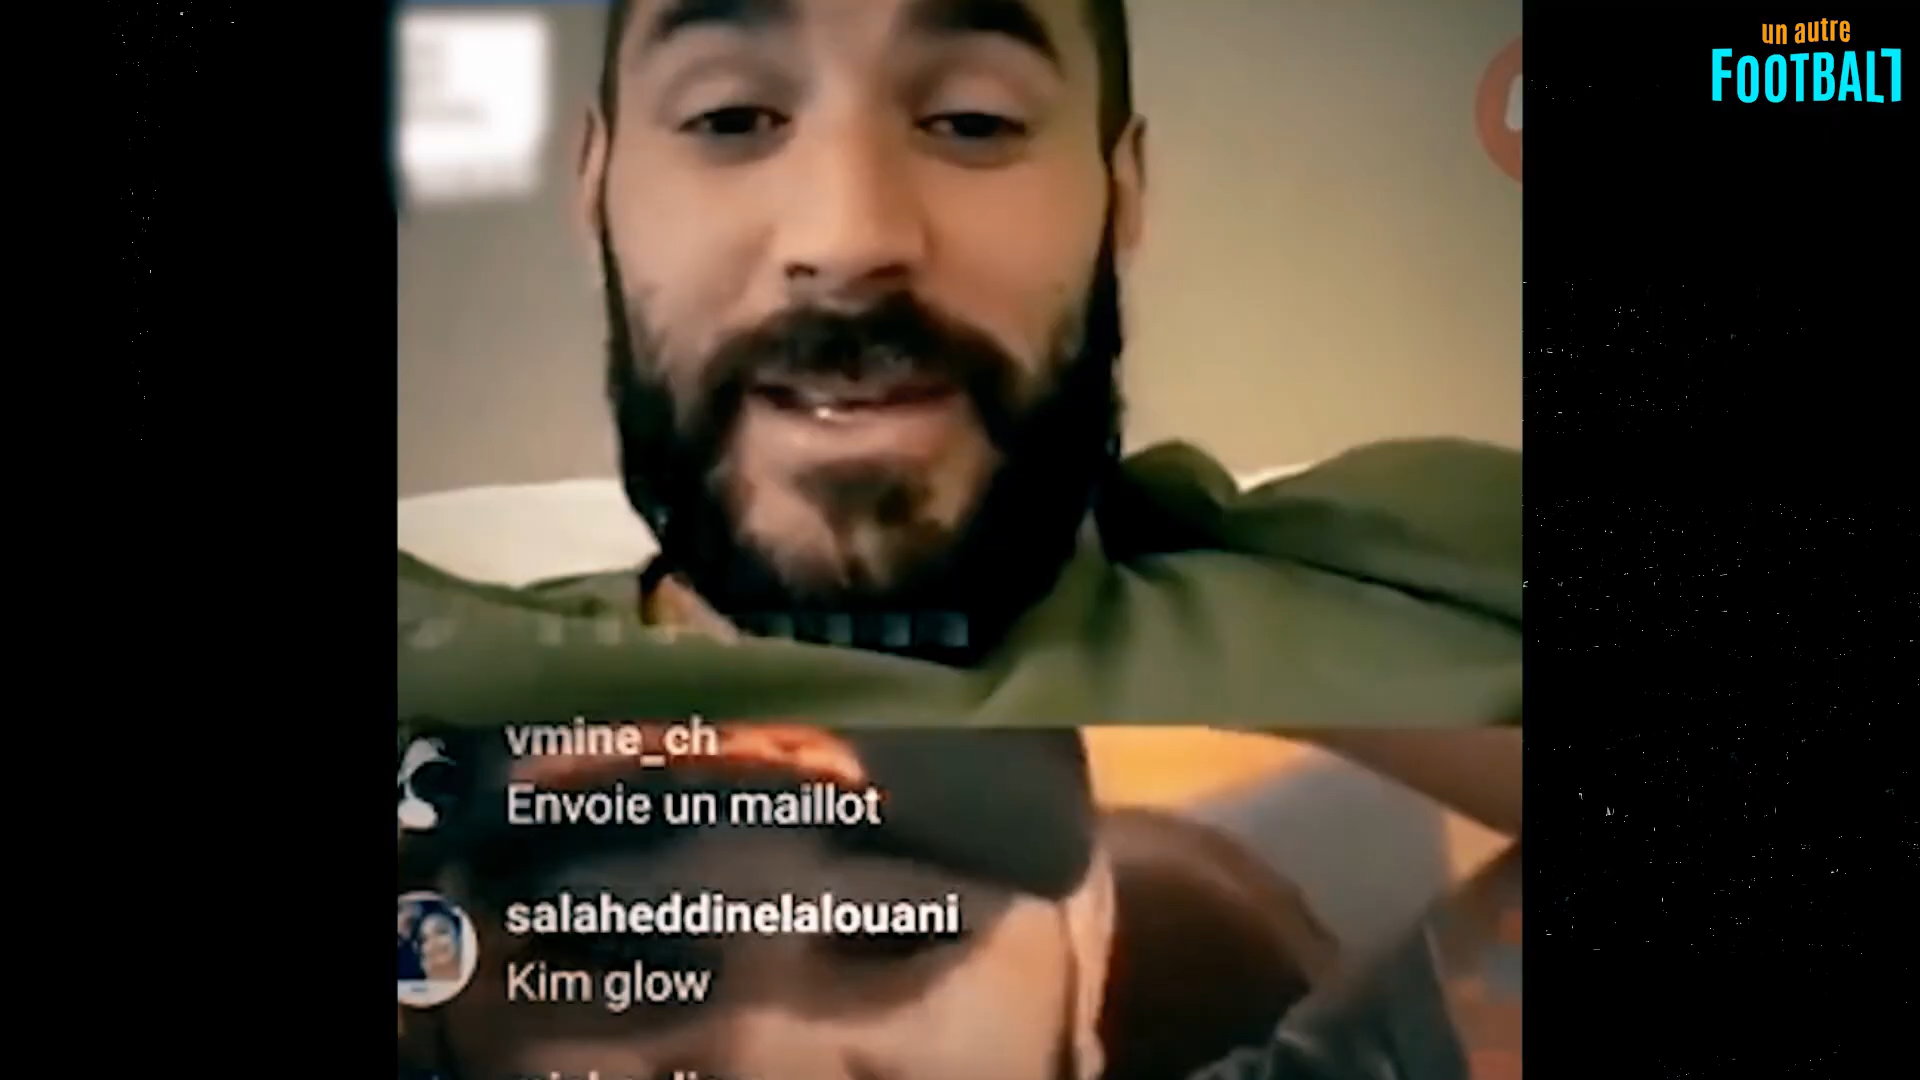 un autre
FOOTBALL
vmine_ch
Envoie un maillot
salaheddinelalouani
Kim glow